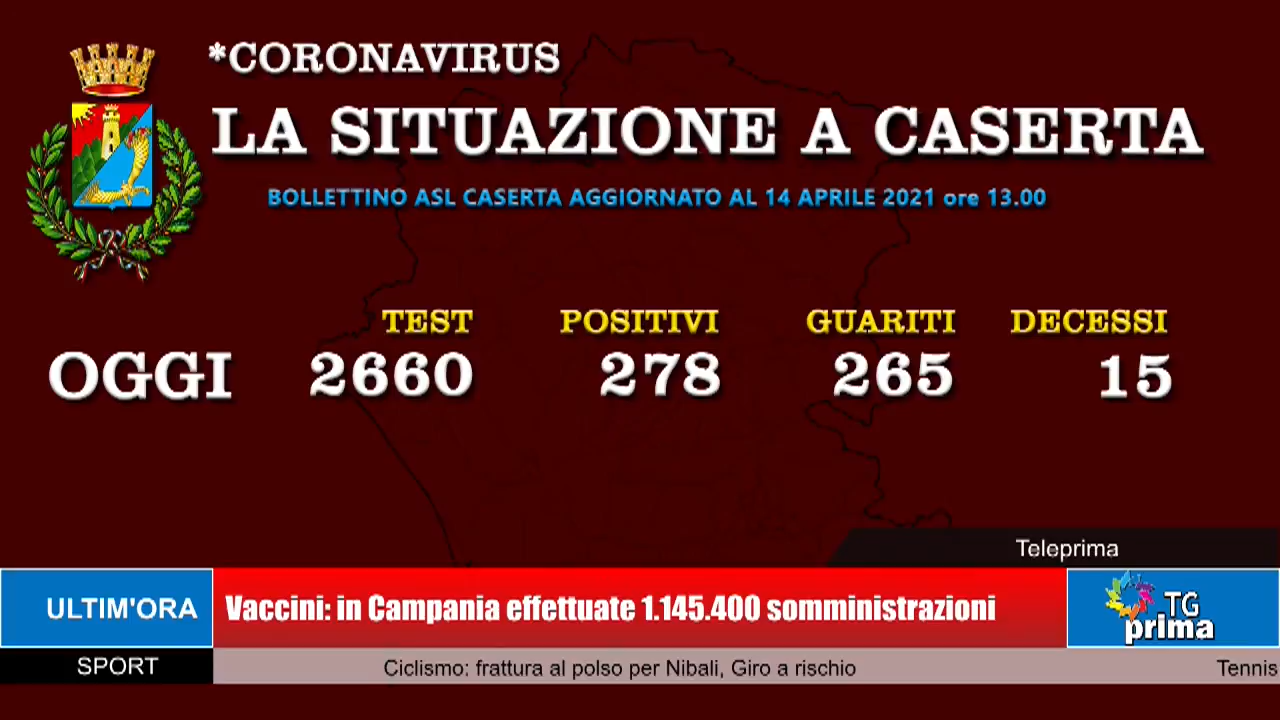 *CORONAVIRUS
LA SITUAZIONE A CASERTA
BOLLETTINO ASL CASERTA AGGIORNATO AL 14 APRILE 2021 ore 13.00
TEST POSITIVI GUARITI DECESSI
OGGI 2660 278 265 15
Teleprima
ULTIM'ORA Vaccini: in Campania effettuate 1.145.400 somministrazioni
TG
prima
SPORT Ciclismo: frattura al polso per Nibali, Giro a rischio Tennis